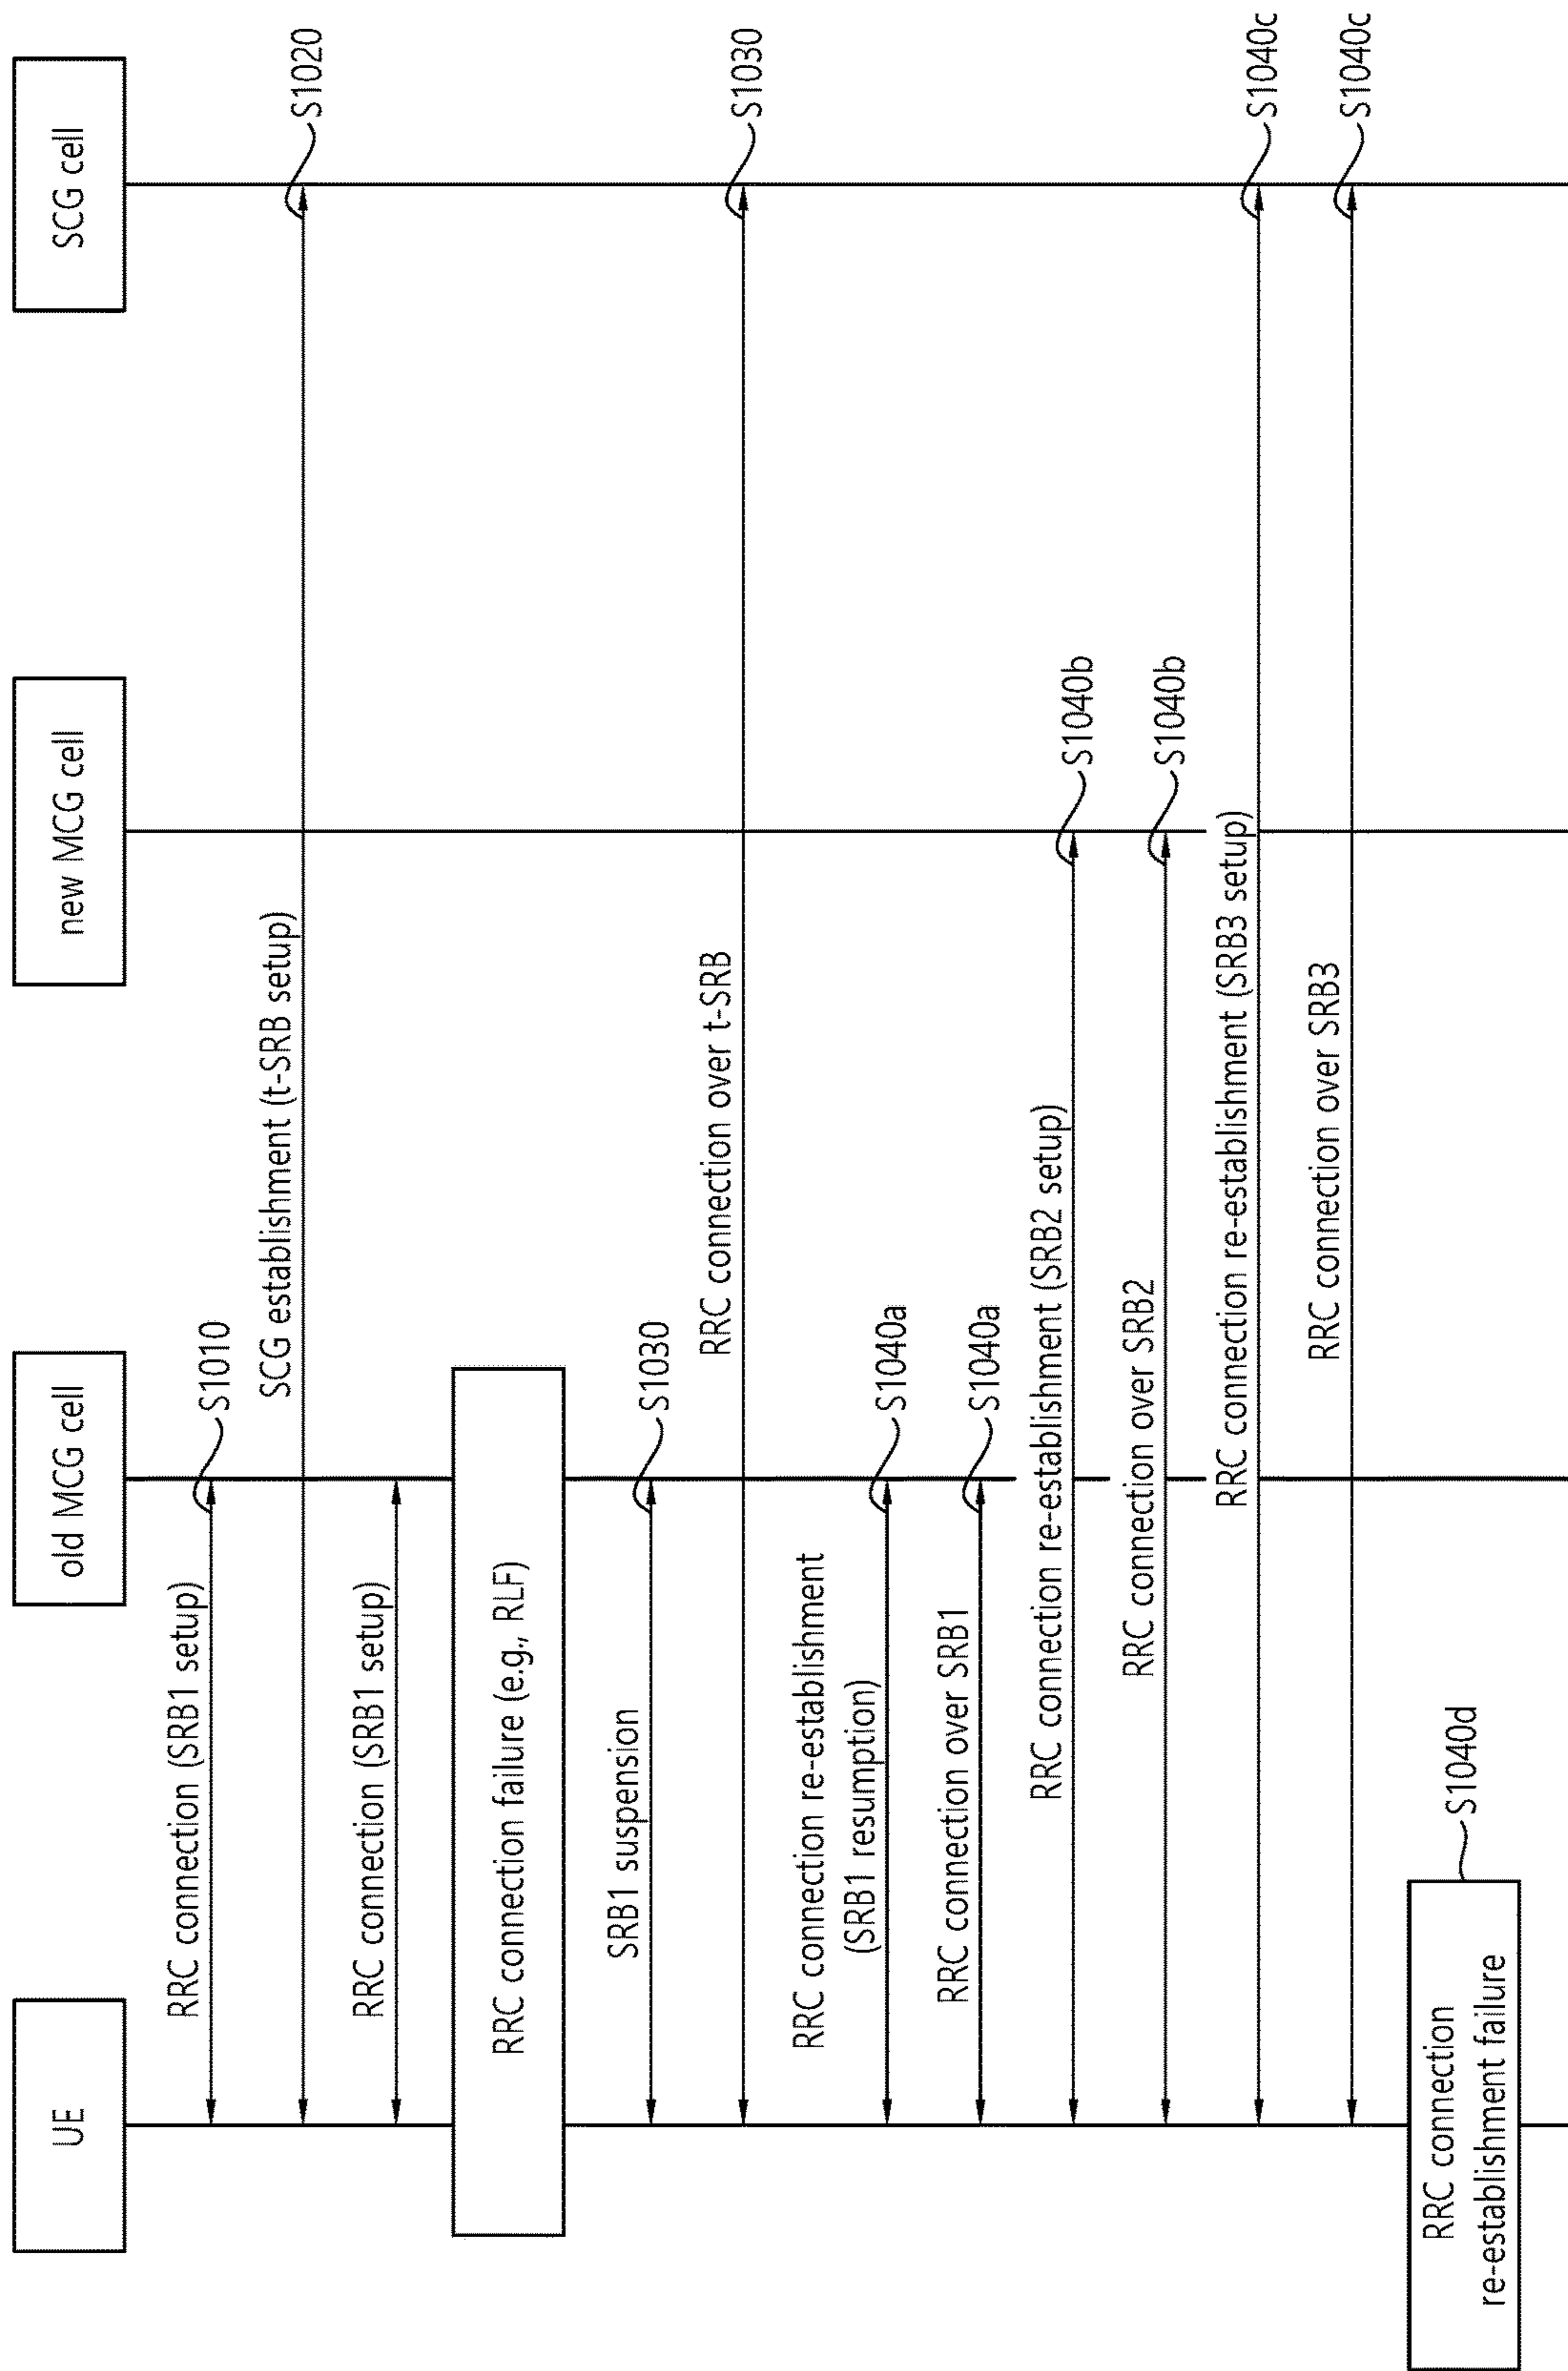 UE
old MCG cell
new MCG cell
SCG cell
RRC connection (SRB1 setup)
S1010
SCG establishment (t-SRB setup)
S1020
RRC connection (SRB1 setup)
RRC connection failure (e.g., RLF)
SRB1 suspension
S1030
RRC connection over t-SRB
S1030
RRC connection re-establishment
(SRB1 resumption)
S1040a
RRC connection over SRB1
S1040a
RRC connection re-establishment (SRB2 setup)
S1040b
RRC connection over SRB2
S1040b
RRC connection re-establishment (SRB3 setup)
S1040c
RRC connection over SRB3
S1040c
RRC connection
re-establishment failure
S1040d